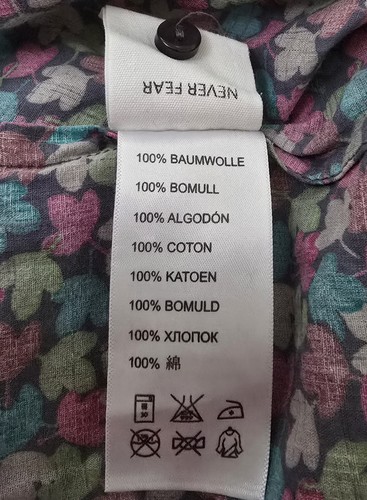 NEVER FEAR
100% BAUMWOLLE
100% BOMULL
100% ALGODÓN
100% COTON
100% KATOEN
100% BOMULD
100% ХЛОПОК
100% 綿